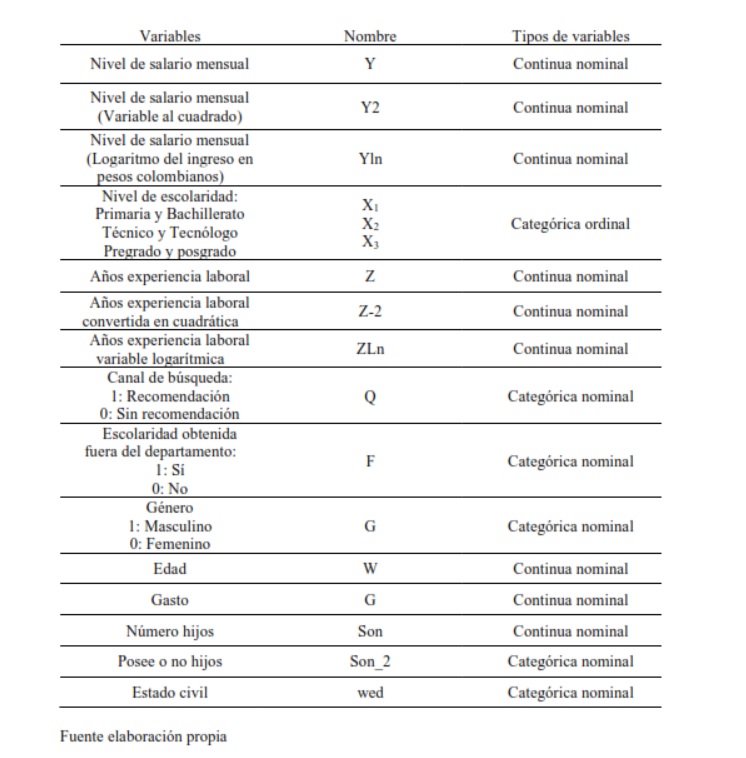 Variables Nombre Tipos de variables
Nivel de salario mensual Y Continua nominal
Nivel de salario mensual
(Variable al cuadrado) Y2 Continua nominal
Nivel de salario mensual
(Logaritmo del ingreso en
pesos colombianos) Yln Continua nominal
Nivel de escolaridad:
Primaria y Bachillerato X₁
Técnico y Tecnólogo X₂ Categórica ordinal
Pregrado y posgrado X₃
Años experiencia laboral Z Continua nominal
Años experiencia laboral
convertida en cuadrática Z-2 Continua nominal
Años experiencia laboral
variable logarítmica ZLn Continua nominal
Canal de búsqueda:
1: Recomendación Q Categórica nominal
0: Sin recomendación
Escolaridad obtenida
fuera del departamento:
1: Sí F Categórica nominal
0: No
Género
1: Masculino G Categórica nominal
0: Femenino
Edad W Continua nominal
Gasto G Continua nominal
Número hijos Son Continua nominal
Posee o no hijos Son_2 Categórica nominal
Estado civil wed Categórica nominal
Fuente elaboración propia